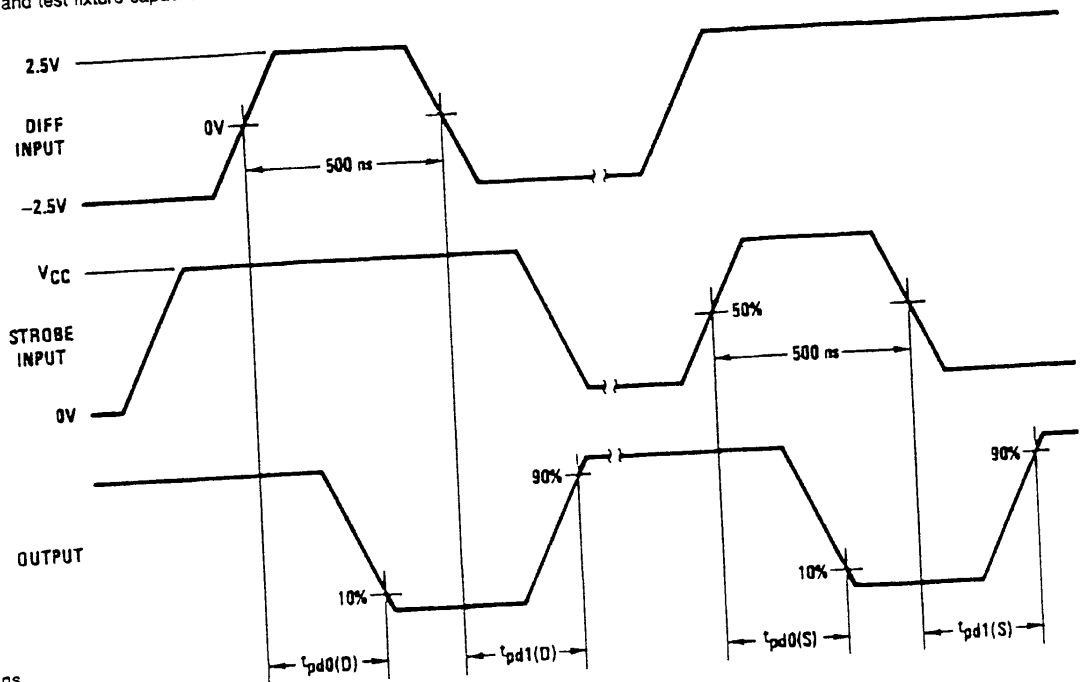 and test fixture capa
2.5V
DIFF
INPUT
0V
500 ns
−2.5V
VCC
STROBE
INPUT
50%
500 ns
0V
OUTPUT
90%
90%
10%
10%
tpd0(D)
tpd1(D)
tpd0(S)
tpd1(S)
ns